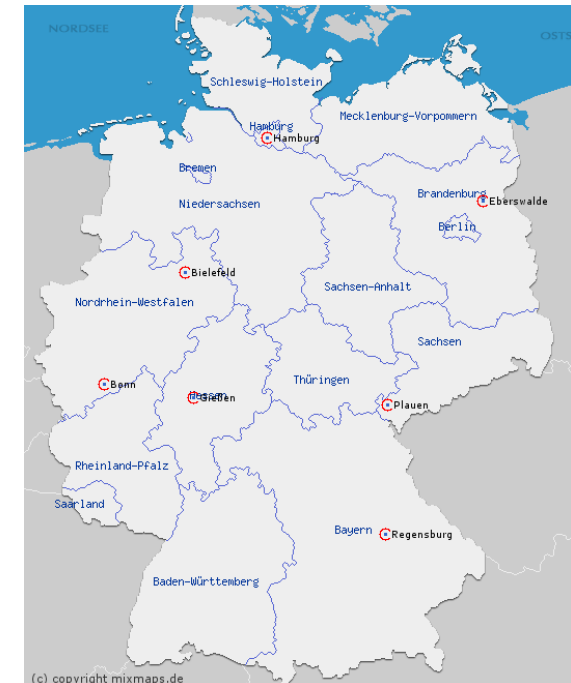 NORDSEE
OSTS
Schleswig-Holstein
Mecklenburg-Vorpommern
Hamburg
Hamburg
Bremen
Brandenburg
Eberswalde
Niedersachsen
Berlin
Bielefeld
Sachsen-Anhalt
Nordrhein-Westfalen
Sachsen
Thüringen
Bonn
Hessen
Gießen
Plauen
Rheinland-Pfalz
Saarland
Bayern
Regensburg
Baden-Württemberg
(c) copyright mixmaps.de